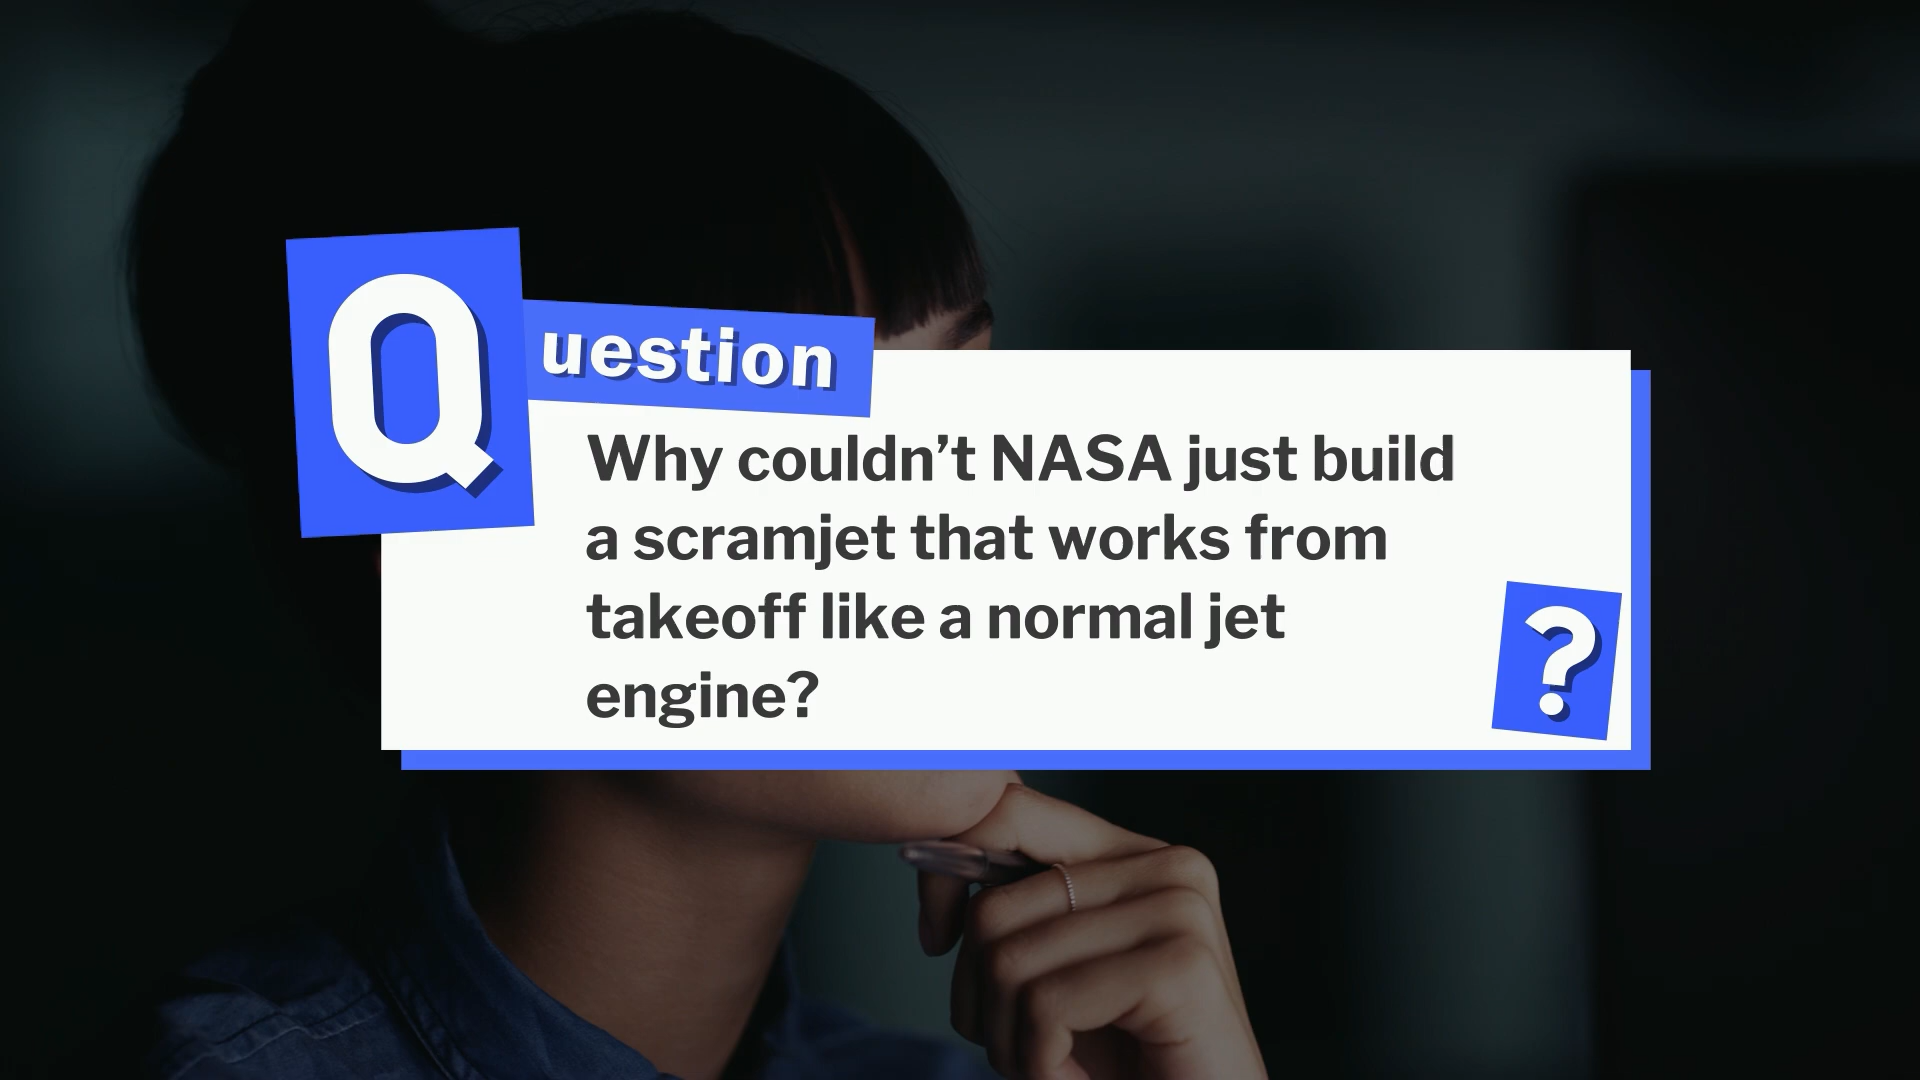 Question
Why couldn’t NASA just build
a scramjet that works from
takeoff like a normal jet
engine?
?